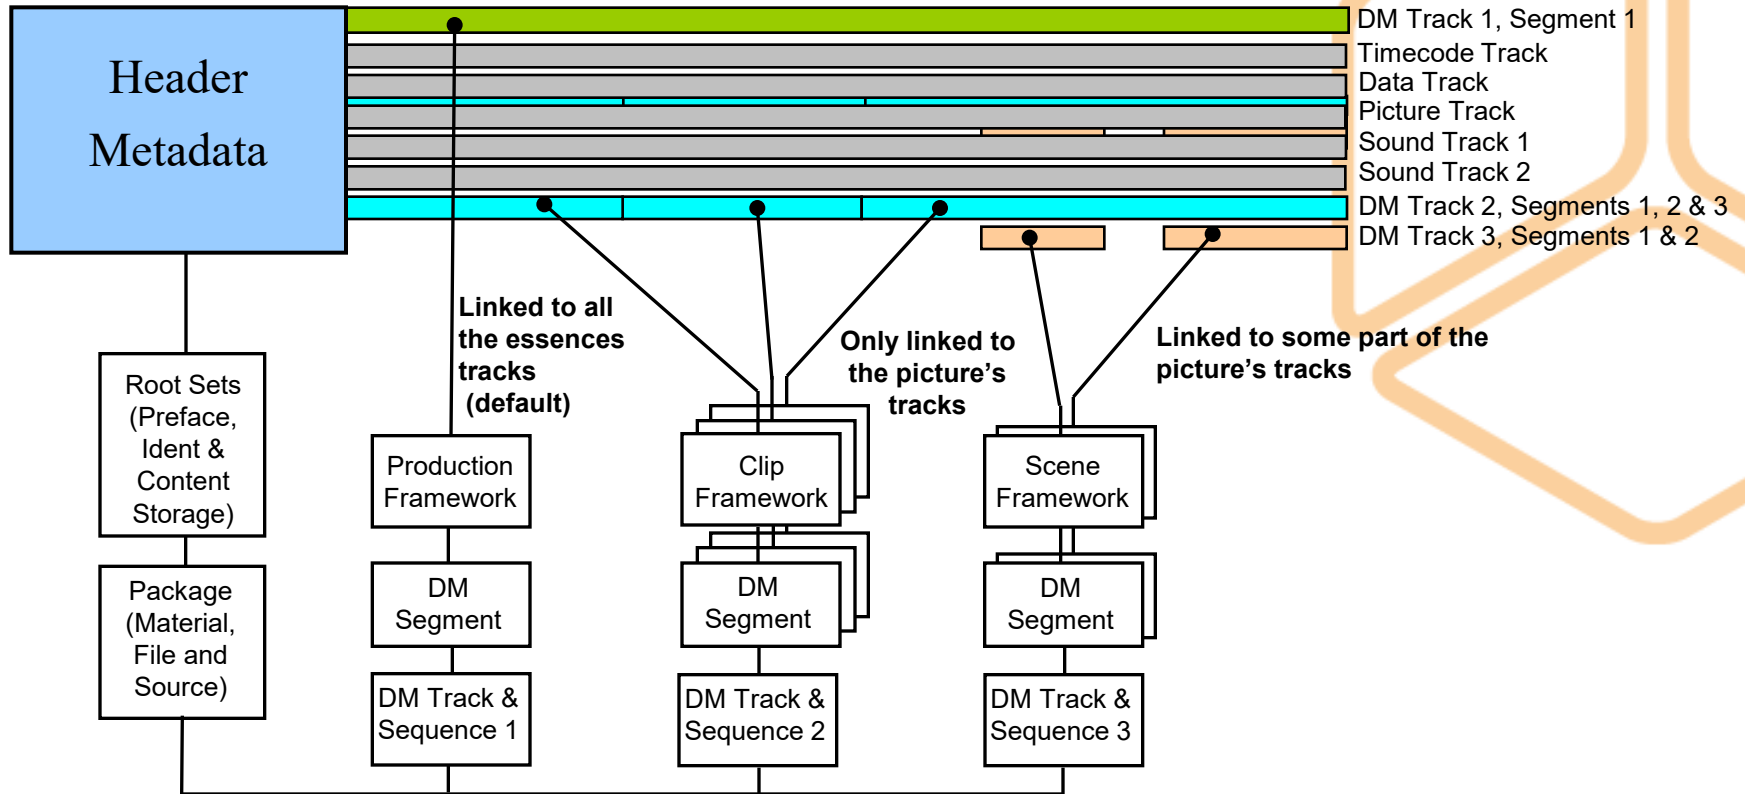 Header
Metadata
DM Track 1, Segment 1
Timecode Track
Data Track
Picture Track
Sound Track 1
Sound Track 2
DM Track 2, Segments 1, 2 & 3
DM Track 3, Segments 1 & 2
Linked to all
the essences
tracks
(default)
Only linked to
the picture’s
tracks
Linked to some part of the
picture’s tracks
Root Sets
(Preface,
Ident &
Content
Storage)
Package
(Material,
File and
Source)
Production
Framework
DM
Segment
DM Track &
Sequence 1
Clip
Framework
DM
Segment
DM Track &
Sequence 2
Scene
Framework
DM
Segment
DM Track &
Sequence 3